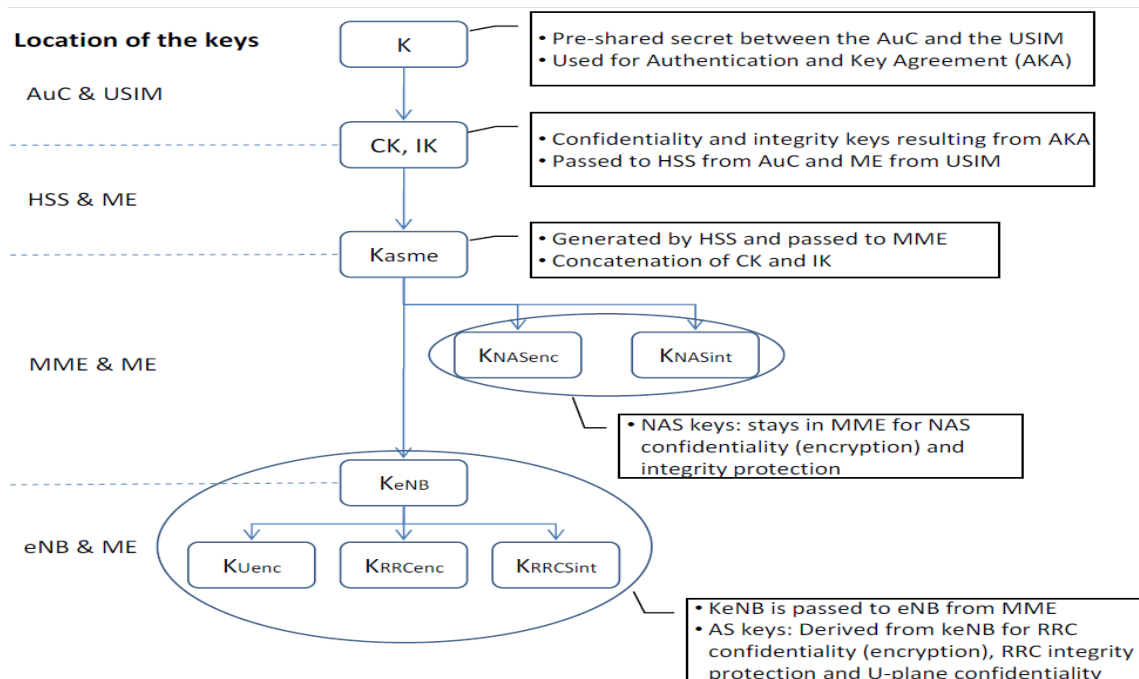 Location of the keys
K
• Pre-shared secret between the AuC and the USIM
• Used for Authentication and Key Agreement (AKA)
AuC & USIM
CK, IK
• Confidentiality and integrity keys resulting from AKA
• Passed to HSS from AuC and ME from USIM
HSS & ME
Kasme
• Generated by HSS and passed to MME
• Concatenation of CK and IK
MME & ME
KNASenc
KNASint
• NAS keys: stays in MME for NAS
confidentiality (encryption) and
integrity protection
KeNB
eNB & ME
KUenc
KRRCenc
KRRCSint
• KeNB is passed to eNB from MME
• AS keys: Derived from keNB for RRC
confidentiality (encryption), RRC integrity
protection and U-plane confidentiality